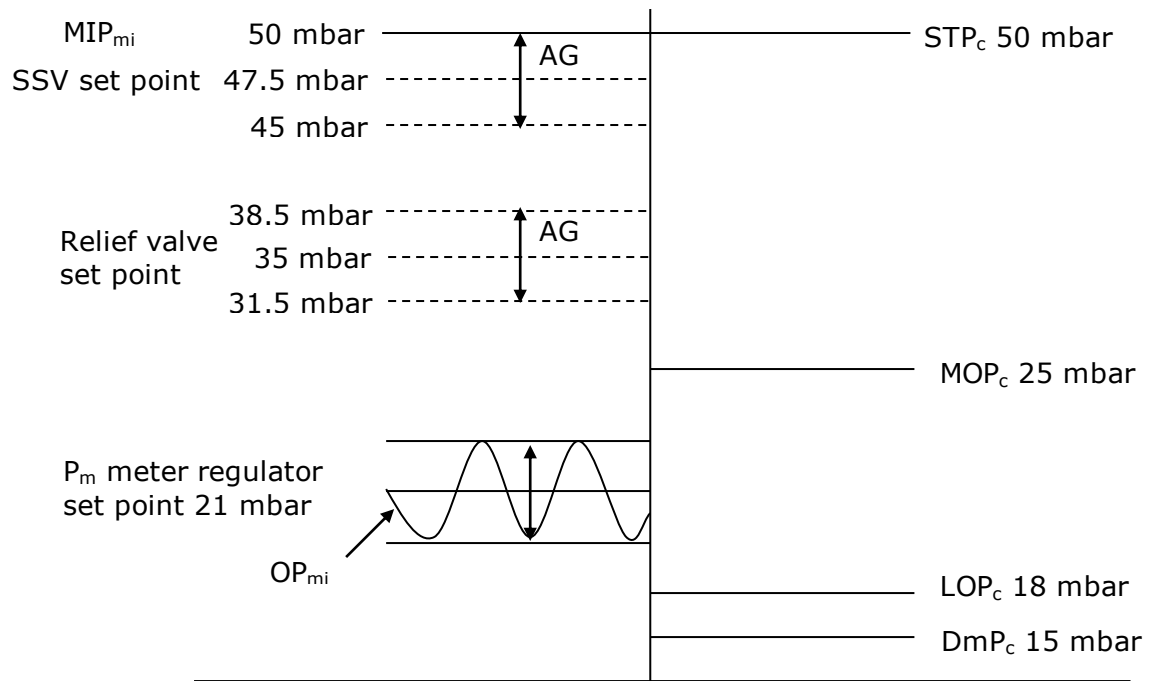 MIPmi 50 mbar
STPc 50 mbar
AG
SSV set point 47.5 mbar
45 mbar
38.5 mbar
AG
Relief valve
set point
35 mbar
31.5 mbar
MOPc 25 mbar
Pm meter regulator
set point 21 mbar
OPmi
LOPc 18 mbar
DmPc 15 mbar